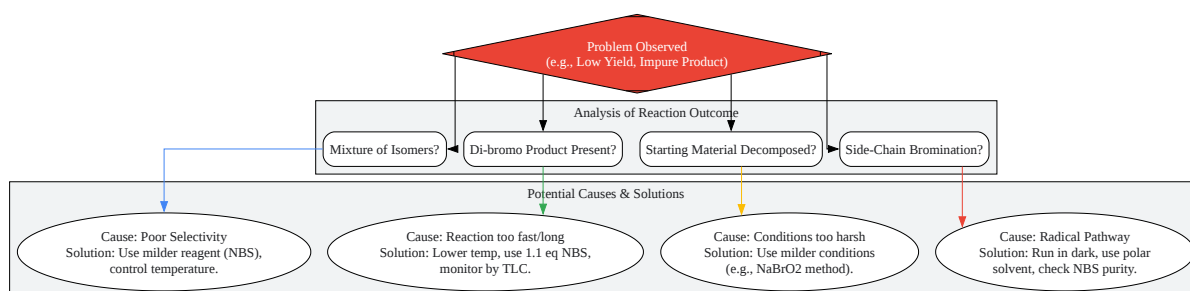 Problem Observed
(e.g., Low Yield, Impure Product)
Analysis of Reaction Outcome
Mixture of Isomers?
Di-bromo Product Present?
Starting Material Decomposed?
Side-Chain Bromination?
Potential Causes & Solutions
Cause: Poor Selectivity
Solution: Use milder reagent (NBS),
control temperature.
Cause: Reaction too fast/long
Solution: Lower temp, use 1.1 eq NBS,
monitor by TLC.
Cause: Conditions too harsh
Solution: Use milder conditions
(e.g., NaBrO2 method).
Cause: Radical Pathway
Solution: Run in dark, use polar
solvent, check NBS purity.